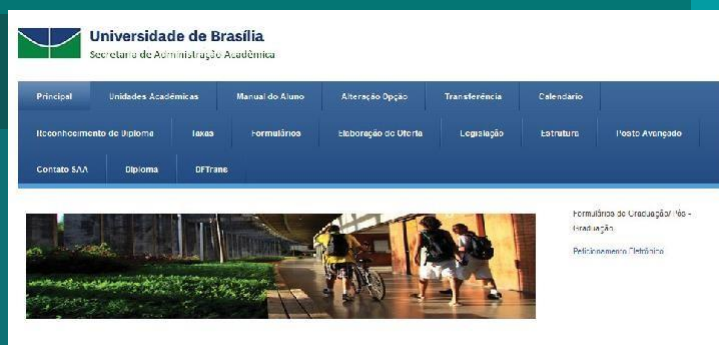 Universidade de Brasília
Secretaria de Administração Acadêmica
Principal Unidades Acadêmicas Manual do Aluno Alteração Opção Transferência Calendário
Reconhecimento de Diploma Taxas Formulários Elaboração de Oferta Legislação Estrutura Posto Avançado
Contato SAA Diploma DFTrans
Formulários de Graduação/ Pós -
Graduação
Peticionamento Eletrônico